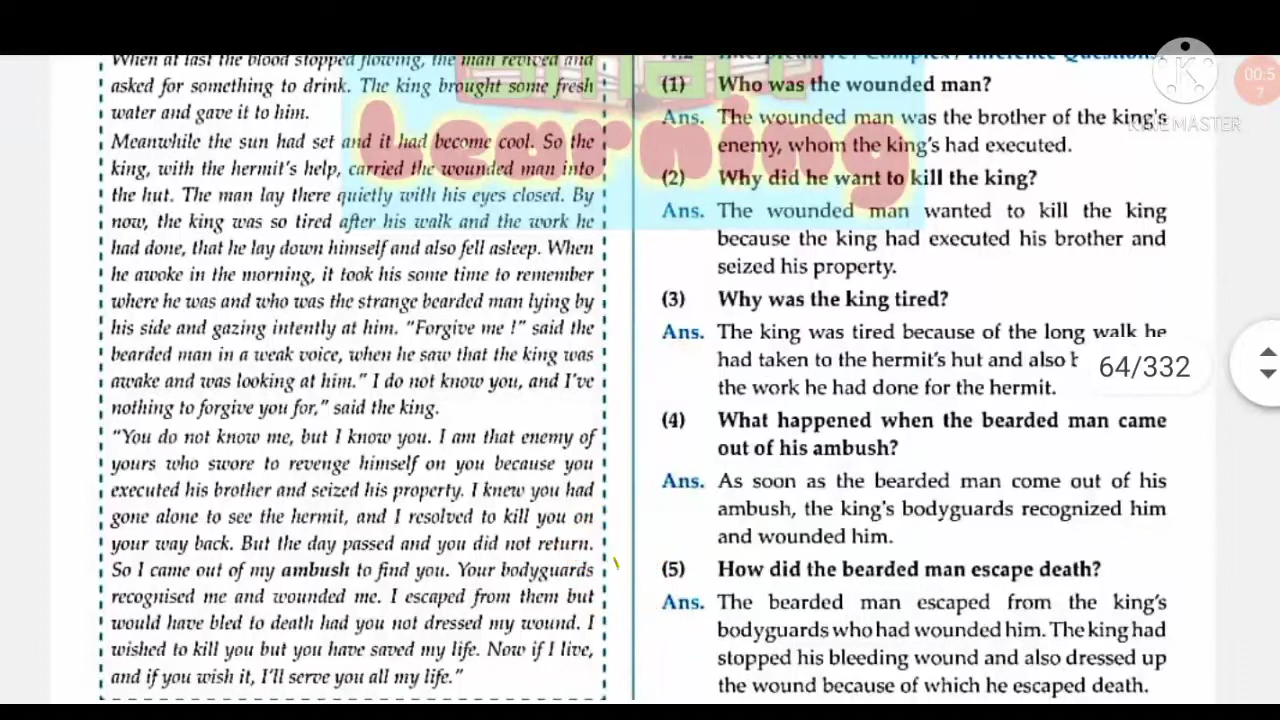 When at last the blood stopped flowing, the man revived and
asked for something to drink. The king brought some fresh
water and gave it to him.
Meanwhile the sun had set and it had become cool. So the
king, with the hermit's help, carried the wounded man into
the hut. The man lay there quietly with his eyes closed. By
now, the king was so tired after his walk and the work he
had done, that he lay down himself and also fell asleep. When
he awoke in the morning, it took his some time to remember
where he was and who was the strange bearded man lying by
his side and gazing intently at him. "Forgive me !" said the
bearded man in a weak voice, when he saw that the king was
awake and was looking at him." I do not know you, and I've
nothing to forgive you for," said the king.
"You do not know me, but I know you. I am that enemy of
yours who swore to revenge himself on you because you
executed his brother and seized his property. I knew you had
gone alone to see the hermit, and I resolved to kill you on
your way back. But the day passed and you did not return.
So I came out of my ambush to find you. Your bodyguards
recognised me and wounded me. I escaped from them but
would have bled to death had you not dressed my wound. I
wished to kill you but you have saved my life. Now if I live,
and if you wish it, I'll serve you all my life."
(1) Who was the wounded man?
Ans. The wounded man was the brother of the king's
enemy, whom the king's had executed.
(2) Why did he want to kill the king?
Ans. The wounded man wanted to kill the king
because the king had executed his brother and
seized his property.
(3) Why was the king tired?
Ans. The king was tired because of the long walk he
had taken to the hermit's hut and also
the work he had done for the hermit.
(4) What happened when the bearded man came
out of his ambush?
Ans. As soon as the bearded man come out of his
ambush, the king's bodyguards recognized him
and wounded him.
(5) How did the bearded man escape death?
Ans. The bearded man escaped from the king's
bodyguards who had wounded him. The king had
stopped his bleeding wound and also dressed up
the wound because of which he escaped death.
Learning
64/332
00:5
7
K
KINEMASTER